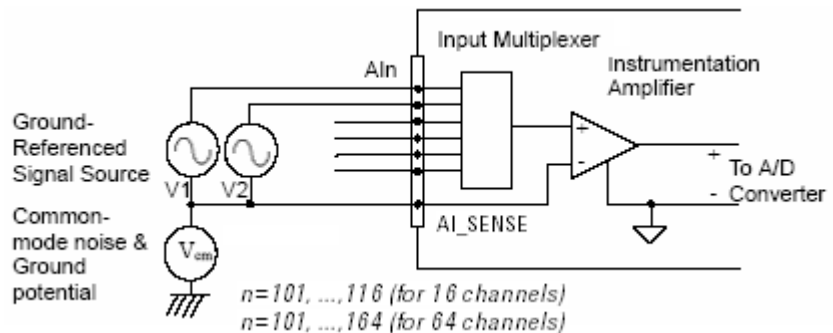 Input Multiplexer
AIn
Instrumentation
Amplifier
Ground-
Referenced
Signal Source
V1
V2
+
-
+
-
To A/D
Converter
AI_SENSE
Common-
mode noise &
Ground
potential
Vcm
n=101, ...,116 (for 16 channels)
n=101, ...,164 (for 64 channels)